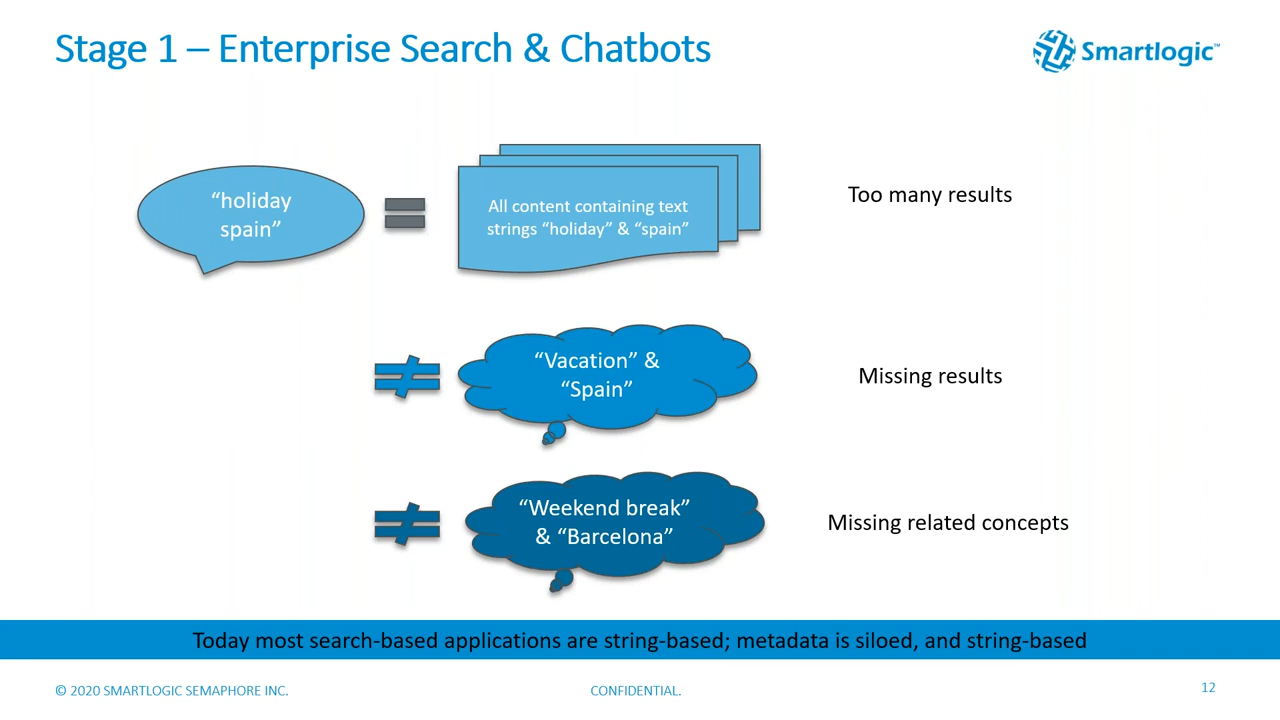 Stage 1 – Enterprise Search & Chatbots
Smartlogic™
“holiday
spain”
All content containing text
strings “holiday” & “spain”
Too many results
“Vacation” &
“Spain”
Missing results
“Weekend break”
& “Barcelona”
Missing related concepts
Today most search-based applications are string-based; metadata is siloed, and string-based
© 2020 SMARTLOGIC SEMAPHORE INC.
CONFIDENTIAL.
12